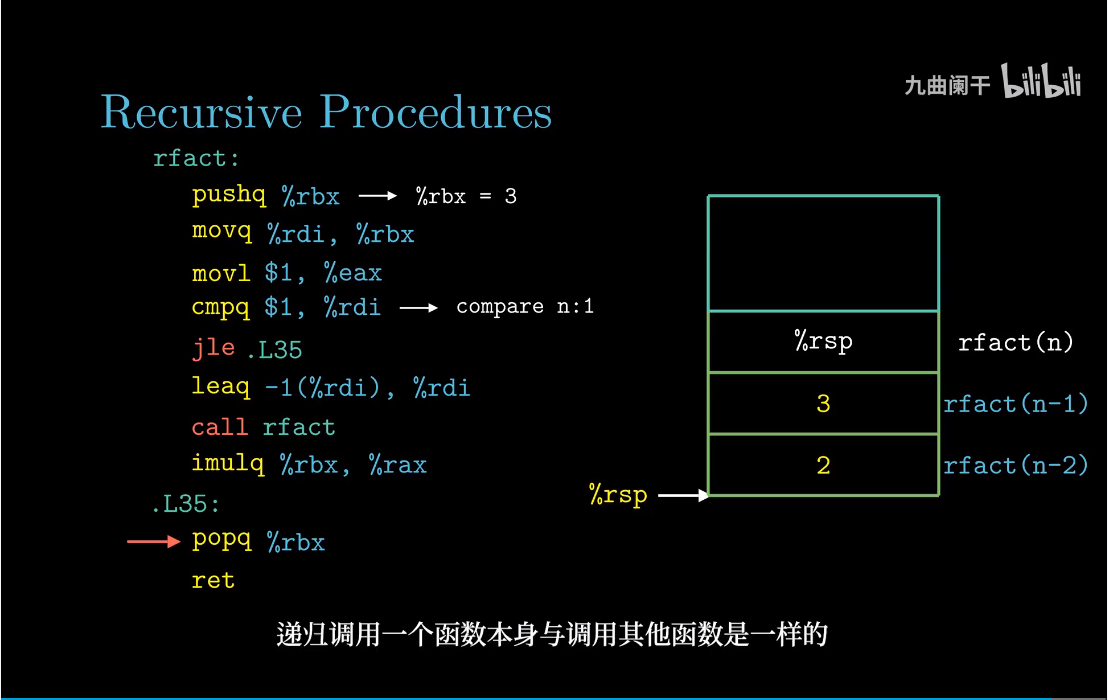 九曲阑干 bilibili
Recursive Procedures
rfact:
pushq %rbx → %rbx = 3
movq %rdi, %rbx
movl $1, %eax
cmpq $1, %rdi → compare n:1
jle .L35
leaq -1(%rdi), %rdi
call rfact
imulq %rbx, %rax
.L35:
popq %rbx
ret
%rsp rfact(n)
3 rfact(n-1)
2 rfact(n-2)
%rsp
递归调用一个函数本身与调用其他函数是一样的